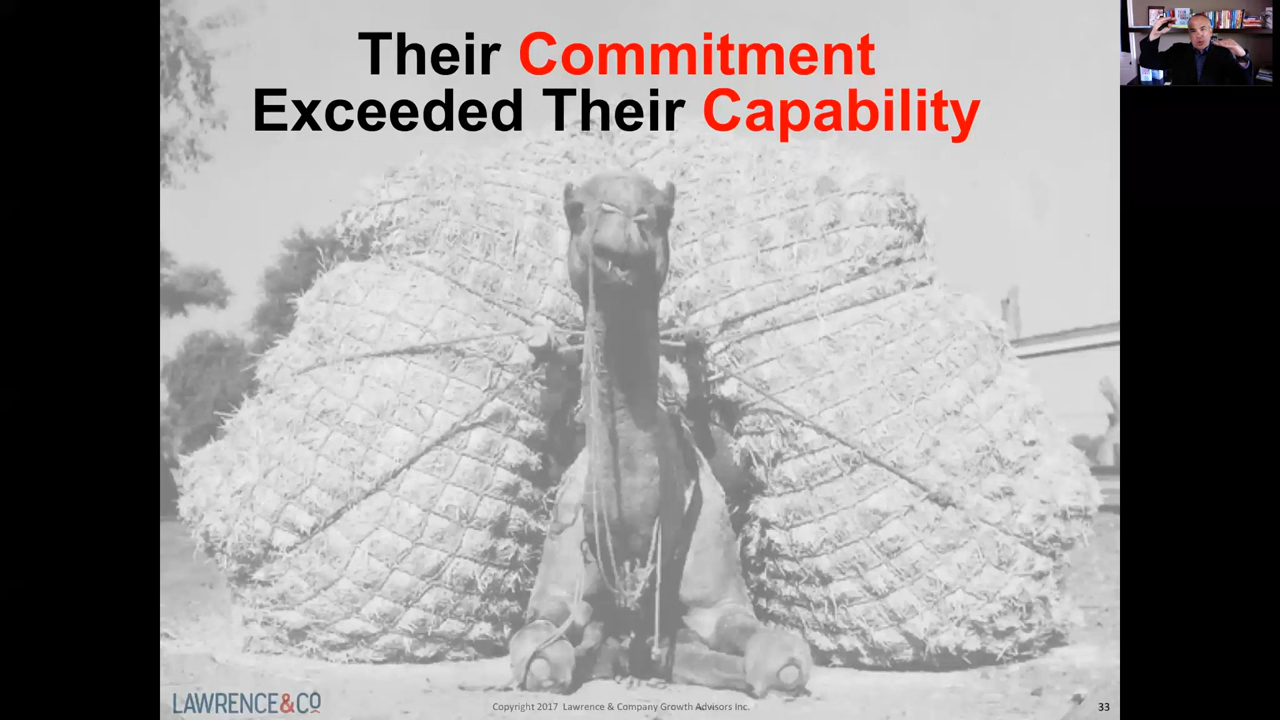 Their Commitment
Exceeded Their Capability
LAWRENCE&CO
Copyright 2017 Lawrence & Company Growth Advisors Inc.
33